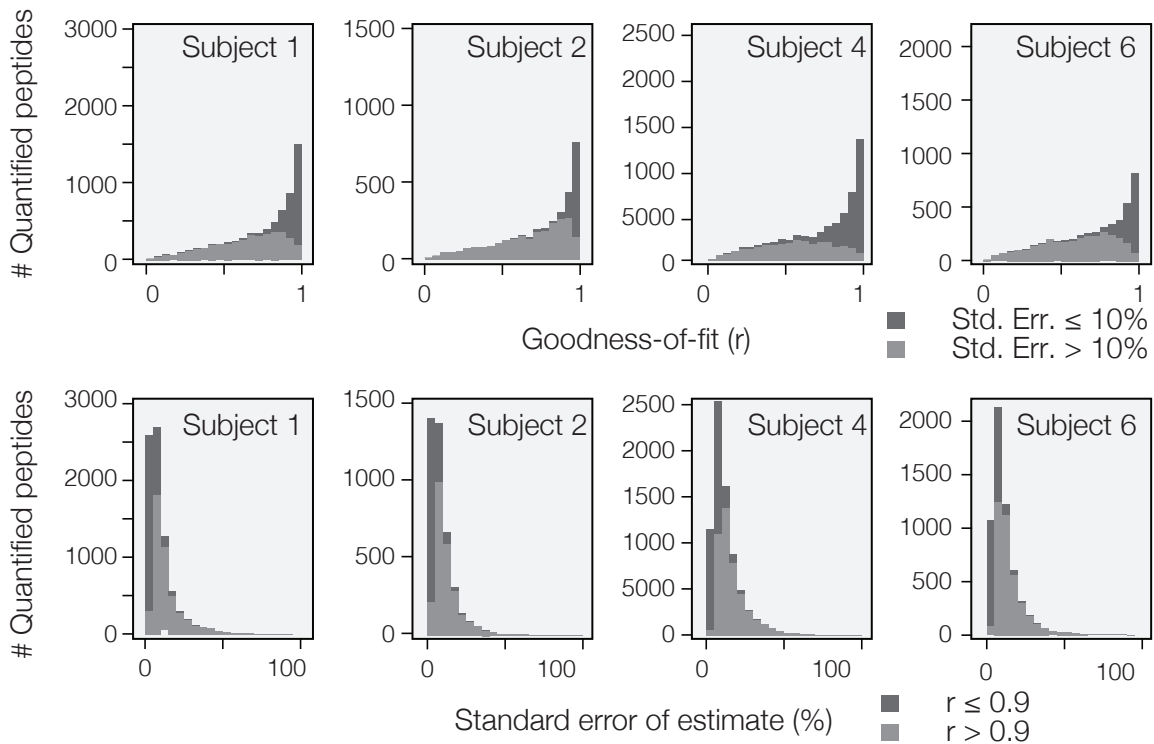 # Quantified peptides
3000
2000
1000
0
Subject 1
0 1
1500
1000
500
0
Subject 2
0 1
2500
2000
1500
1000
5000
0
Subject 4
0 1
2000
1500
1000
500
0
Subject 6
0 1
Goodness-of-fit (r)
Std. Err. ≤ 10%
Std. Err. > 10%
# Quantified peptides
3000
2000
1000
0
Subject 1
0 100
1500
1000
500
0
Subject 2
0 100
2500
2000
1500
1000
5000
0
Subject 4
0 100
2000
1500
1000
500
0
Subject 6
0 100
Standard error of estimate (%)
r ≤ 0.9
r > 0.9